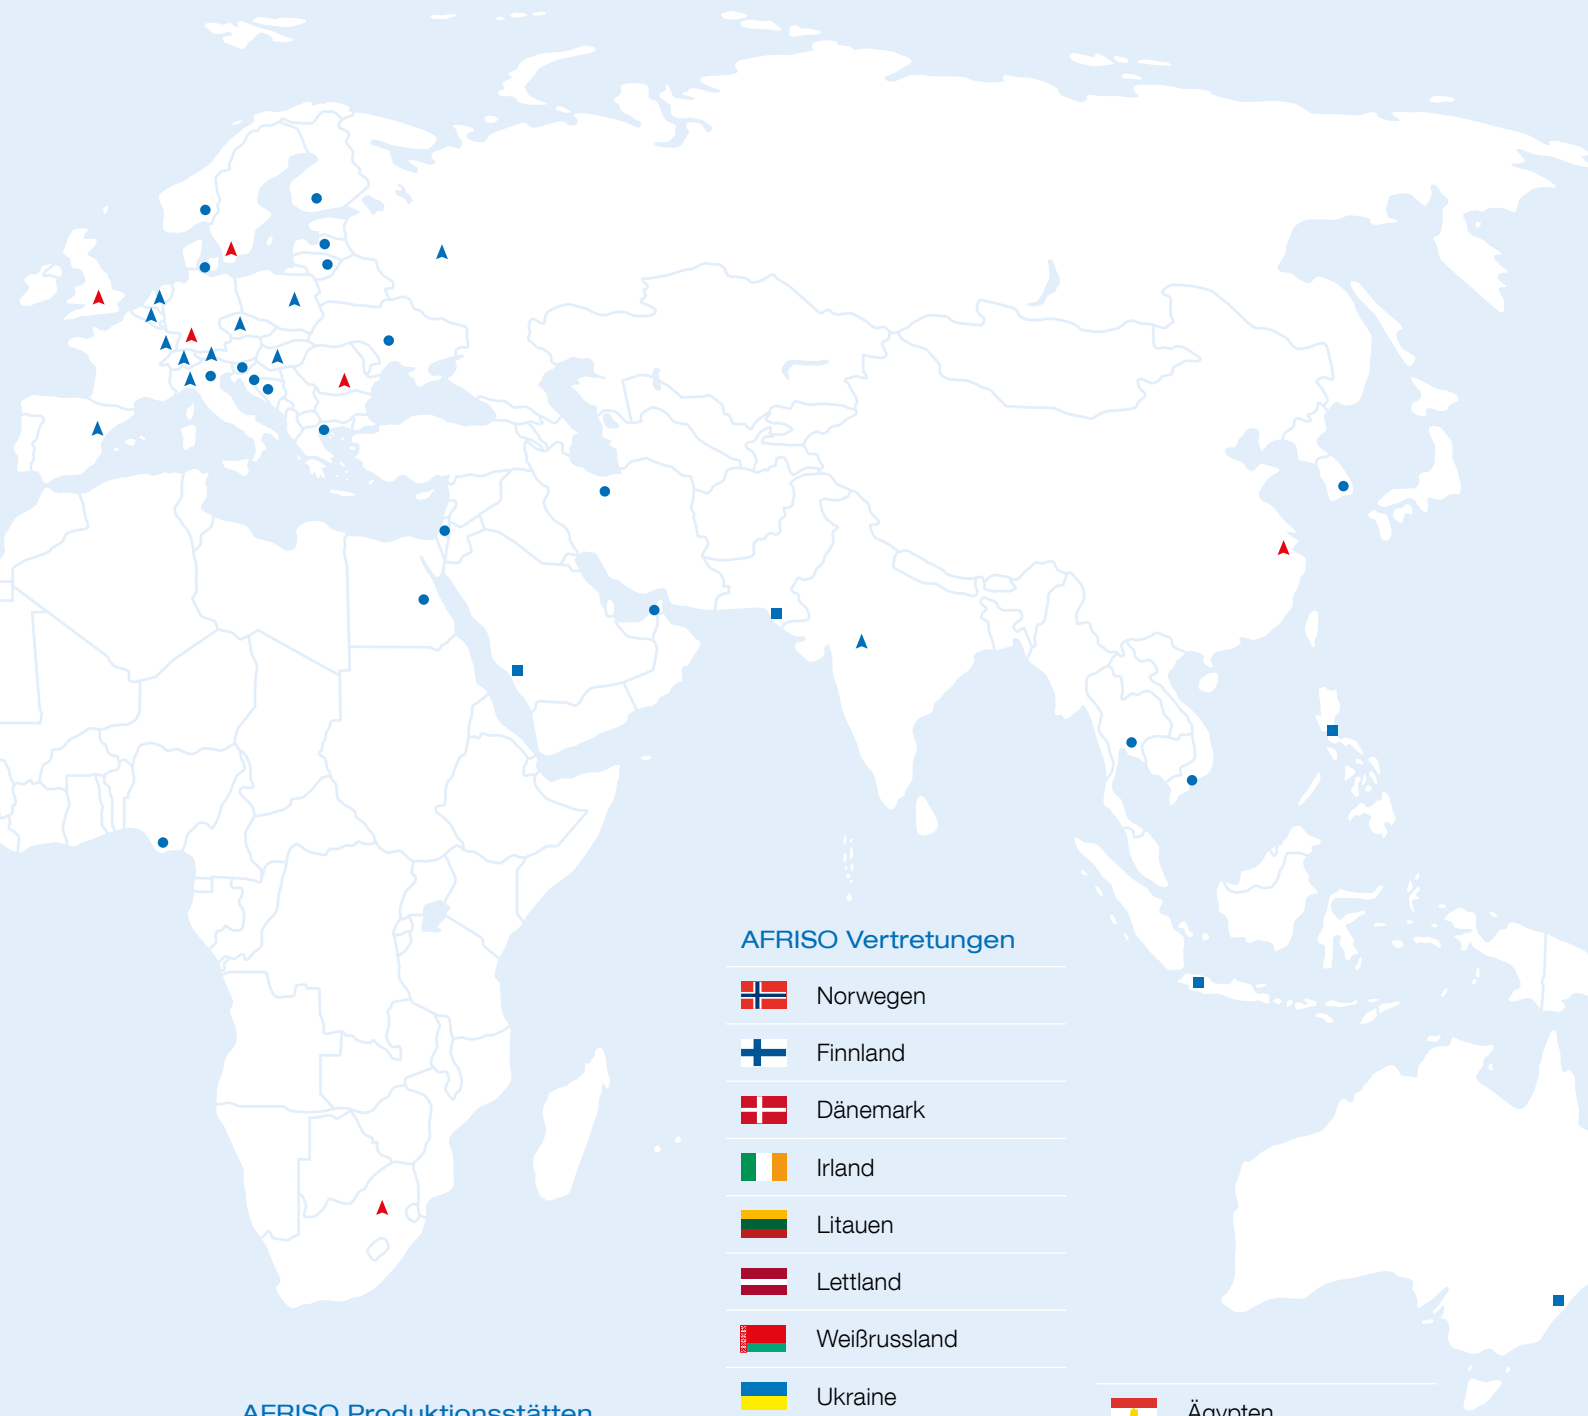 AFRISO Vertretungen
Norwegen
Finnland
Dänemark
Irland
Litauen
Lettland
Weißrussland
Ukraine
AFRISO Produktionsstätten
Ägypten